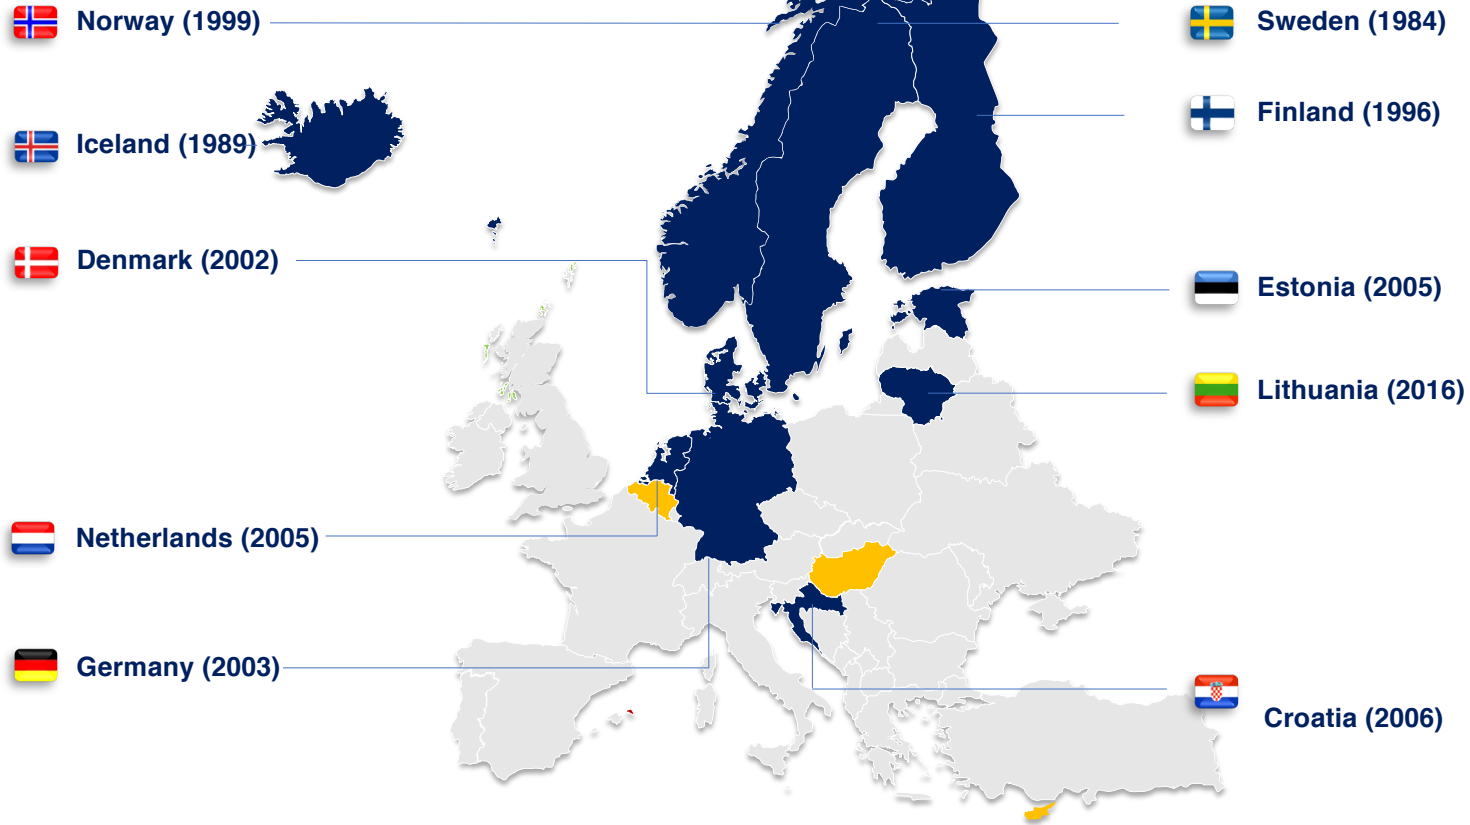 Norway (1999)
Sweden (1984)
Finland (1996)
Iceland (1989)
Denmark (2002)
Estonia (2005)
Lithuania (2016)
Netherlands (2005)
Germany (2003)
Croatia (2006)